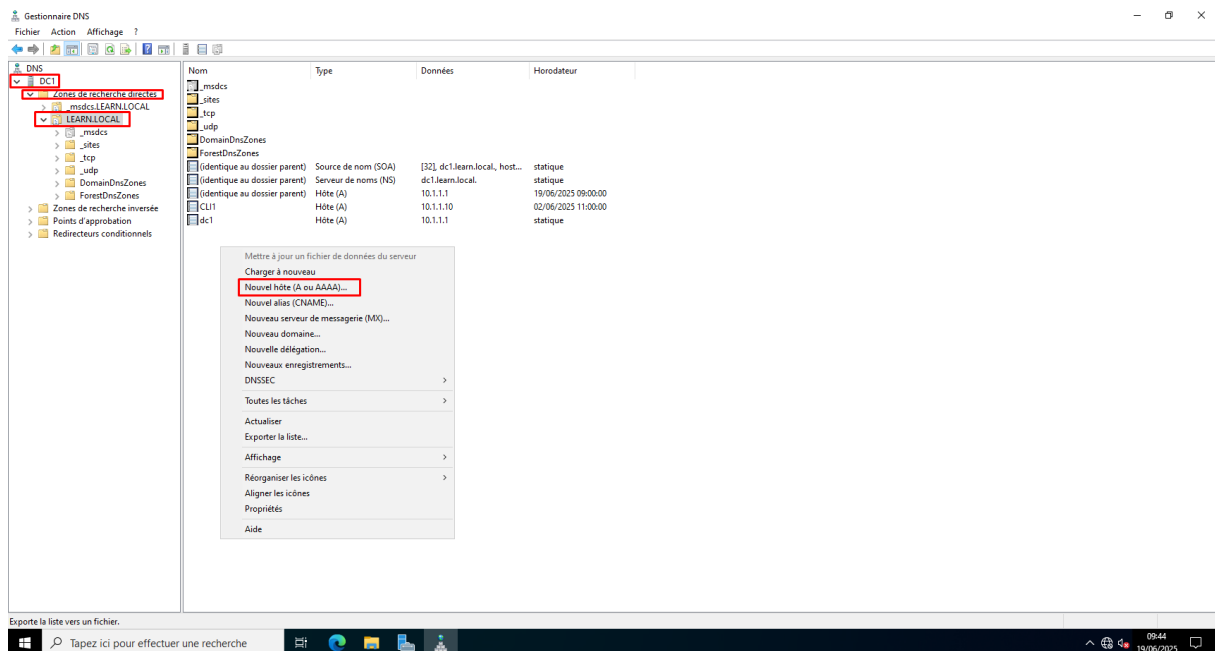 Gestionnaire DNS
Fichier Action Affichage ?
DNS
DC1
Zones de recherche directes
_msdcs.LEARN.LOCAL
LEARN.LOCAL
_msdcs
_sites
_tcp
_udp
DomainDnsZones
ForestDnsZones
Zones de recherche inversée
Points d'approbation
Redirecteurs conditionnels
Nom Type Données Horodateur
_msdcs
_sites
_tcp
_udp
DomainDnsZones
ForestDnsZones
(identique au dossier parent) Source de nom (SOA) [32], dc1.learn.local., host... statique
(identique au dossier parent) Serveur de noms (NS) dc1.learn.local. statique
(identique au dossier parent) Hôte (A) 10.1.1.1 19/06/2025 09:00:00
CLI1 Hôte (A) 10.1.1.10 02/06/2025 11:00:00
dc1 Hôte (A) 10.1.1.1 statique
Mettre à jour un fichier de données du serveur
Charger à nouveau
Nouvel hôte (A ou AAAA)...
Nouvel alias (CNAME)...
Nouveau serveur de messagerie (MX)...
Nouveau domaine...
Nouvelle délégation...
Nouveaux enregistrements...
DNSSEC
Toutes les tâches
Actualiser
Exporter la liste...
Affichage
Réorganiser les icônes
Aligner les icônes
Propriétés
Aide
Exporte la liste vers un fichier.
Tapez ici pour effectuer une recherche
09:44
19/06/2025